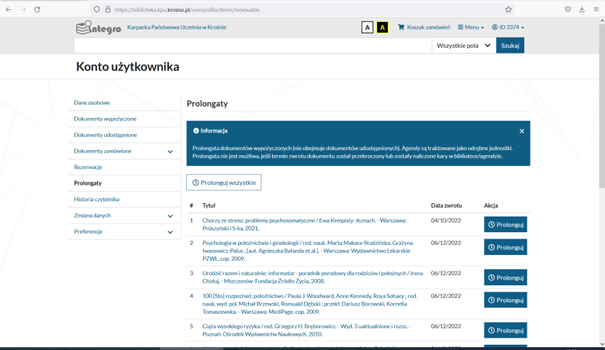 https://biblioteka.kpu.krosno.pl/userprofile/items/renewable
integro
Karpacka Państwowa Uczelnia w Krośnie
A
A
Koszyk zamówień
Menu
ID 3374
Wszystkie pola
Szukaj
Konto użytkownika
Dane osobowe
Dokumenty wypożyczone
Dokumenty udostępnione
Dokumenty zamówione
Rezerwacje
Prolongaty
Historia czytelnika
Zmiana danych
Preferencje
Prolongaty
Informacja
Prolongata dokumentów wypożyczonych (nie obejmuje dokumentów udostępnionych). Agendy są traktowane jako odrębne jednostki.
Prolongata nie jest możliwa, jeśli termin zwrotu dokumentu został przekroczony lub zostały naliczone kary w bibliotece/agendzie.
Prolonguj wszystkie
# Tytuł Data zwrotu Akcja
1 Chorzy ze stresu: problemy psychosomatyczne / Ewa Kempisty-Jeznach. - Warszawa: 04/10/2022 Prolonguj
Prószyński i S-ka, 2021.
2 Psychologia w położnictwie i ginekologii / red. nauk. Marta Makara-Studzińska, Grażyna 06/12/2022 Prolonguj
Iwanowicz-Palus ; [aut. Agnieszka Bałanda et al.]. - Warszawa: Wydawnictwo Lekarskie
PZWL, cop. 2009.
3 Urodzić razem i naturalnie: informator - poradnik porodowy dla rodziców i położnych / Irena 06/12/2022 Prolonguj
Chołuj. - Mszczonów: Fundacja Źródło Życia, 2008.
4 100 [Sto] rozpoznań: położnictwo / Paula J. Woodward, Anne Kennedy, Roya Sohaey ; red. 06/12/2022 Prolonguj
nauk. wyd. pol. Michał Brzewski, Romuald Dębski ; przekł. Dariusz Borowski, Kornelia
Tomaszewska. - Warszawa: MediPage, cop. 2009.
5 Ciąża wysokiego ryzyka / red. Grzegorz H. Bręborowicz. - Wyd. 3 uaktualnione i rozsz. - 06/12/2022 Prolonguj
Poznań: Ośrodek Wydawnictw Naukowych, 2010.